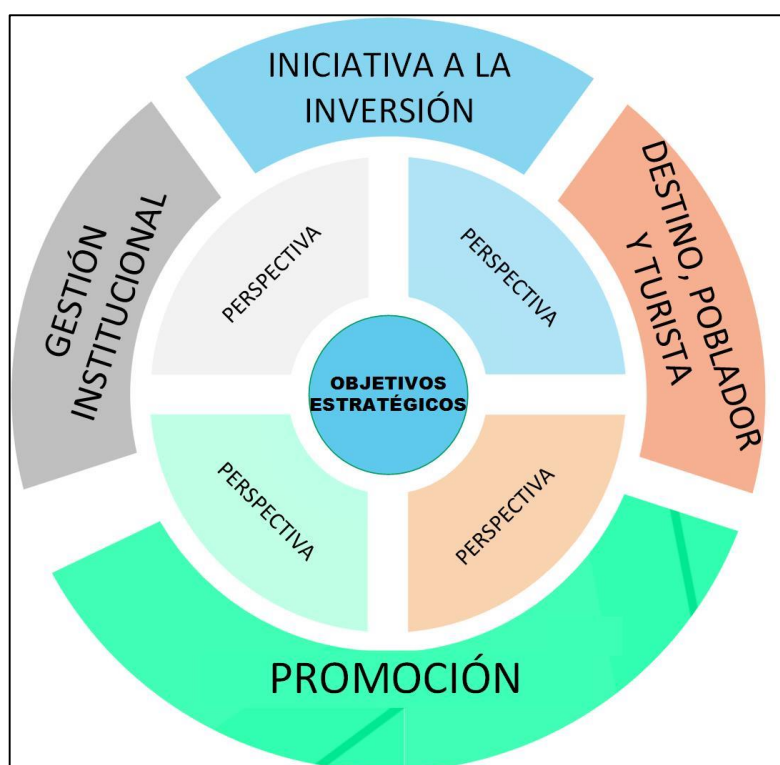 INICIATIVA A LA
INVERSIÓN
GESTIÓN
INSTITUCIONAL
DESTINO, POBLADOR
Y TURISTA
PERSPECTIVA
PERSPECTIVA
OBJETIVOS
ESTRATÉGICOS
PERSPECTIVA
PERSPECTIVA
PROMOCIÓN